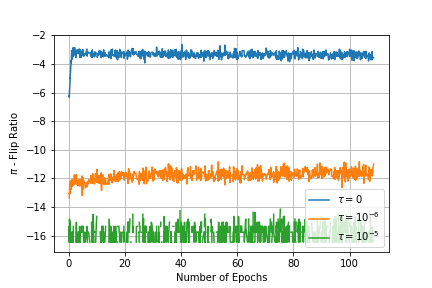 −2
−4
−6
−8
−10
−12
−14
−16
0 20 40 60 80 100
π - Flip Ratio
Number of Epochs
τ = 0
τ = 10⁻⁶
τ = 10⁻⁵